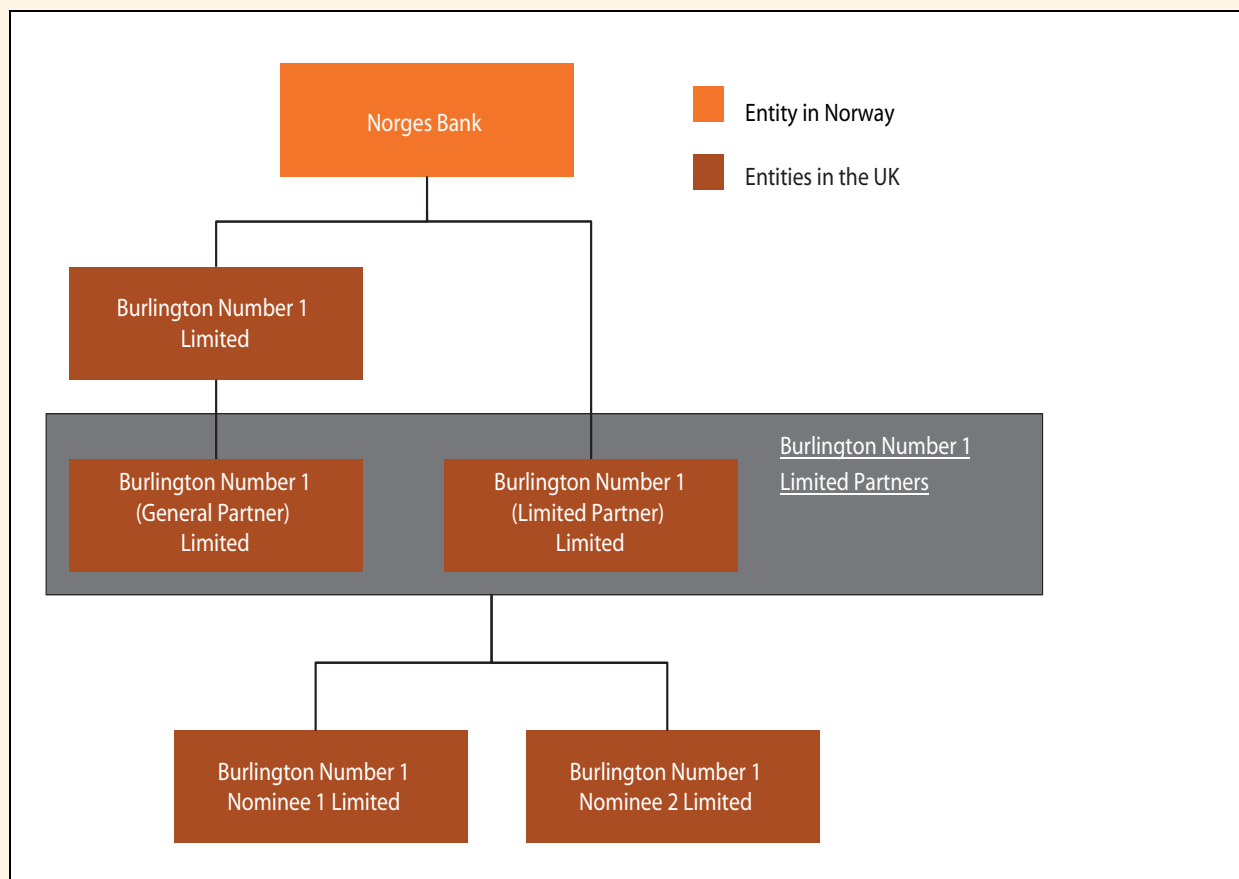 Norges Bank
Entity in Norway
Entities in the UK
Burlington Number 1
Limited
Burlington Number 1
Limited Partners
Burlington Number 1
(General Partner)
Limited
Burlington Number 1
(Limited Partner)
Limited
Burlington Number 1
Nominee 1 Limited
Burlington Number 1
Nominee 2 Limited